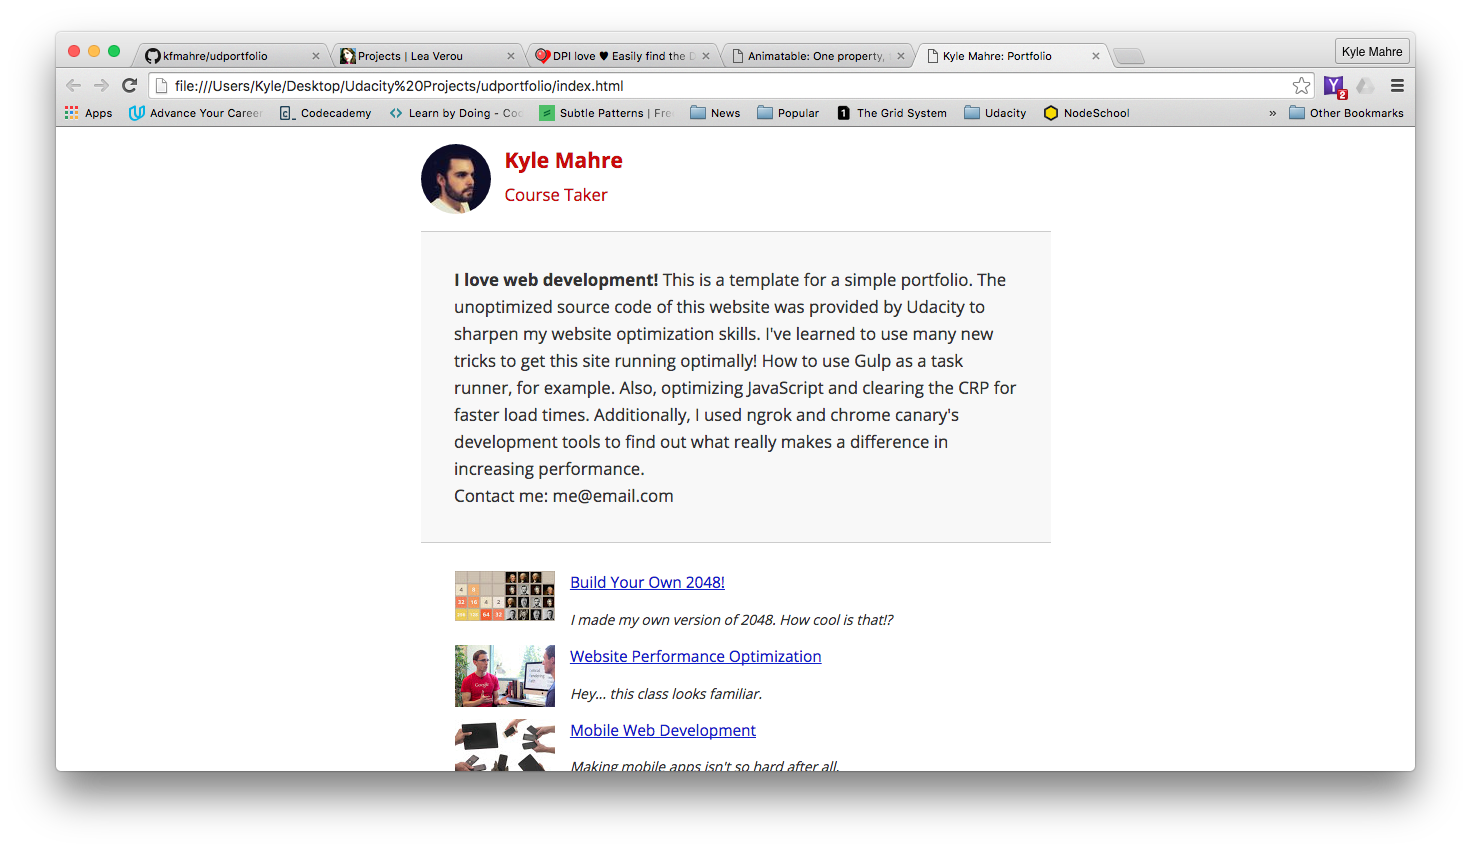 kfmahre/udportfolio
Projects | Lea Verou
DPI love ♥ Easily find the D
Animatable: One property,
Kyle Mahre: Portfolio
Kyle Mahre
file:///Users/Kyle/Desktop/Udacity%20Projects/udportfolio/index.html
2
Apps
Advance Your Career
Codecademy
Learn by Doing - Co
Subtle Patterns | Fre
News
Popular
The Grid System
Udacity
NodeSchool
»
Other Bookmarks
Kyle Mahre
Course Taker
I love web development! This is a template for a simple portfolio. The
unoptimized source code of this website was provided by Udacity to
sharpen my website optimization skills. I've learned to use many new
tricks to get this site running optimally! How to use Gulp as a task
runner, for example. Also, optimizing JavaScript and clearing the CRP for
faster load times. Additionally, I used ngrok and chrome canary's
development tools to find out what really makes a difference in
increasing performance.
Contact me: me@email.com
Build Your Own 2048!
I made my own version of 2048. How cool is that!?
Website Performance Optimization
Hey... this class looks familiar.
Mobile Web Development
Making mobile apps isn't so hard after all.